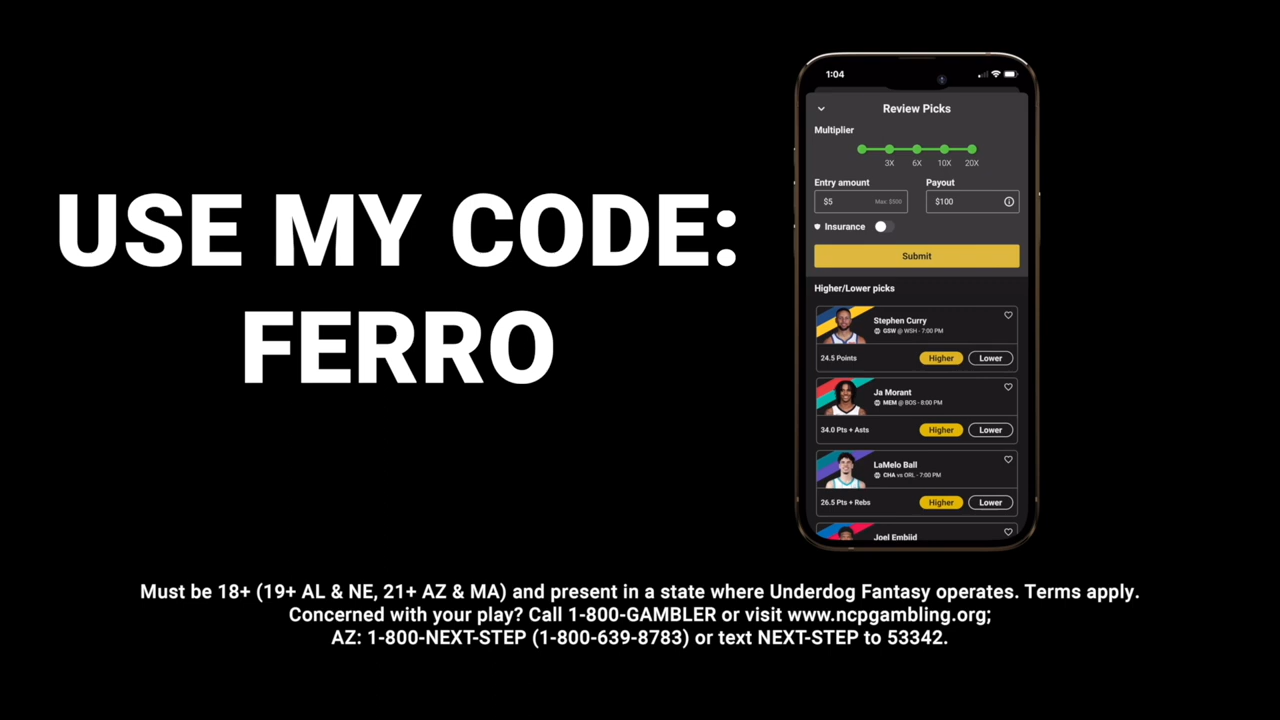 USE MY CODE:
FERRO
1:04
Review Picks
Multiplier
3X 6X 10X 20X
Entry amount Payout
$5 Max: $500 $100
Insurance
Submit
Higher/Lower picks
Stephen Curry
GSW @ WSH - 7:00 PM
24.5 Points Higher Lower
Ja Morant
MEM @ BOS - 8:00 PM
34.0 Pts + Asts Higher Lower
LaMelo Ball
CHA vs ORL - 7:00 PM
26.5 Pts + Rebs Higher Lower
Joel Embiid
Must be 18+ (19+ AL & NE, 21+ AZ & MA) and present in a state where Underdog Fantasy operates. Terms apply.
Concerned with your play? Call 1-800-GAMBLER or visit www.ncpgambling.org;
AZ: 1-800-NEXT-STEP (1-800-639-8783) or text NEXT-STEP to 53342.